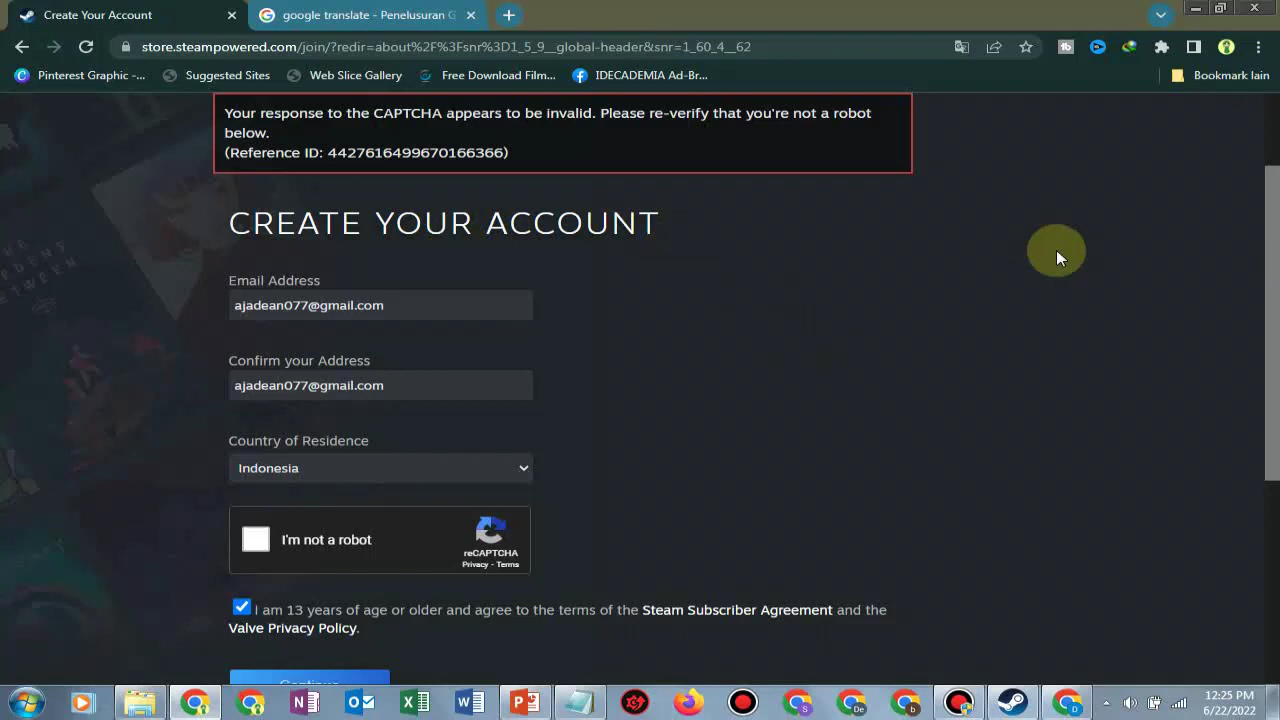 Create Your Account
google translate - Penelusuran G
store.steampowered.com/join/?redir=about%2F%3Fsnr%3D1_5_9__global-header&snr=1_60_4__62
Pinterest Graphic -...
Suggested Sites
Web Slice Gallery
Free Download Film...
IDECADEMIA Ad-Br...
Bookmark lain
Your response to the CAPTCHA appears to be invalid. Please re-verify that you're not a robot
below.
(Reference ID: 4427616499670166366)
CREATE YOUR ACCOUNT
Email Address
ajadean077@gmail.com
Confirm your Address
ajadean077@gmail.com
Country of Residence
Indonesia
I'm not a robot
reCAPTCHA
Privacy - Terms
I am 13 years of age or older and agree to the terms of the Steam Subscriber Agreement and the
Valve Privacy Policy.
Continue
12:25 PM
6/22/2022